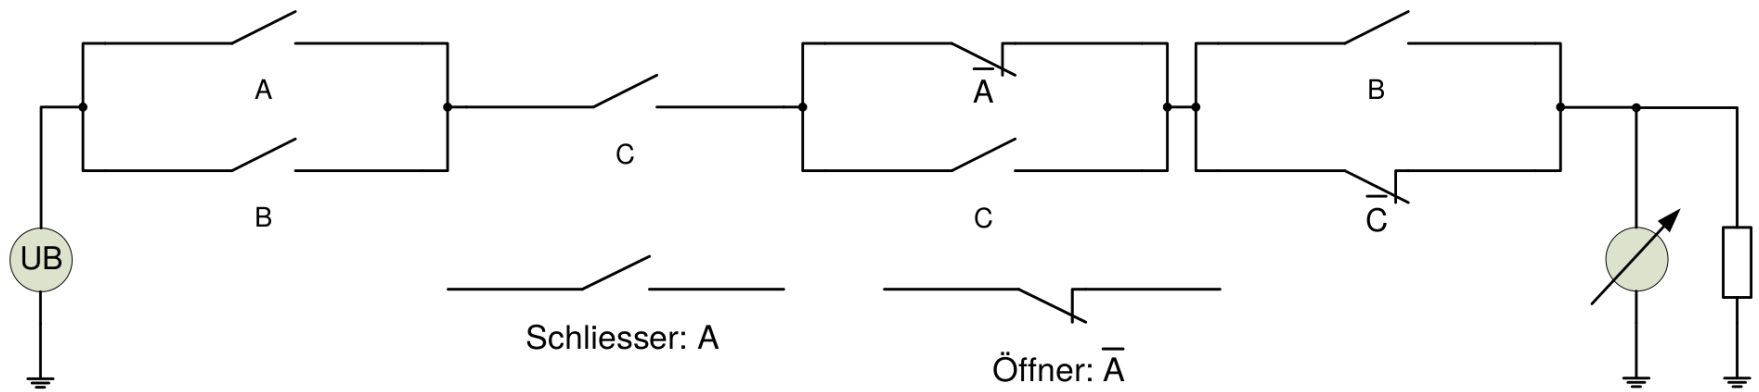 A
B
C
A̅
C
B
C̅
UB
Schliesser: A
Öffner: A̅